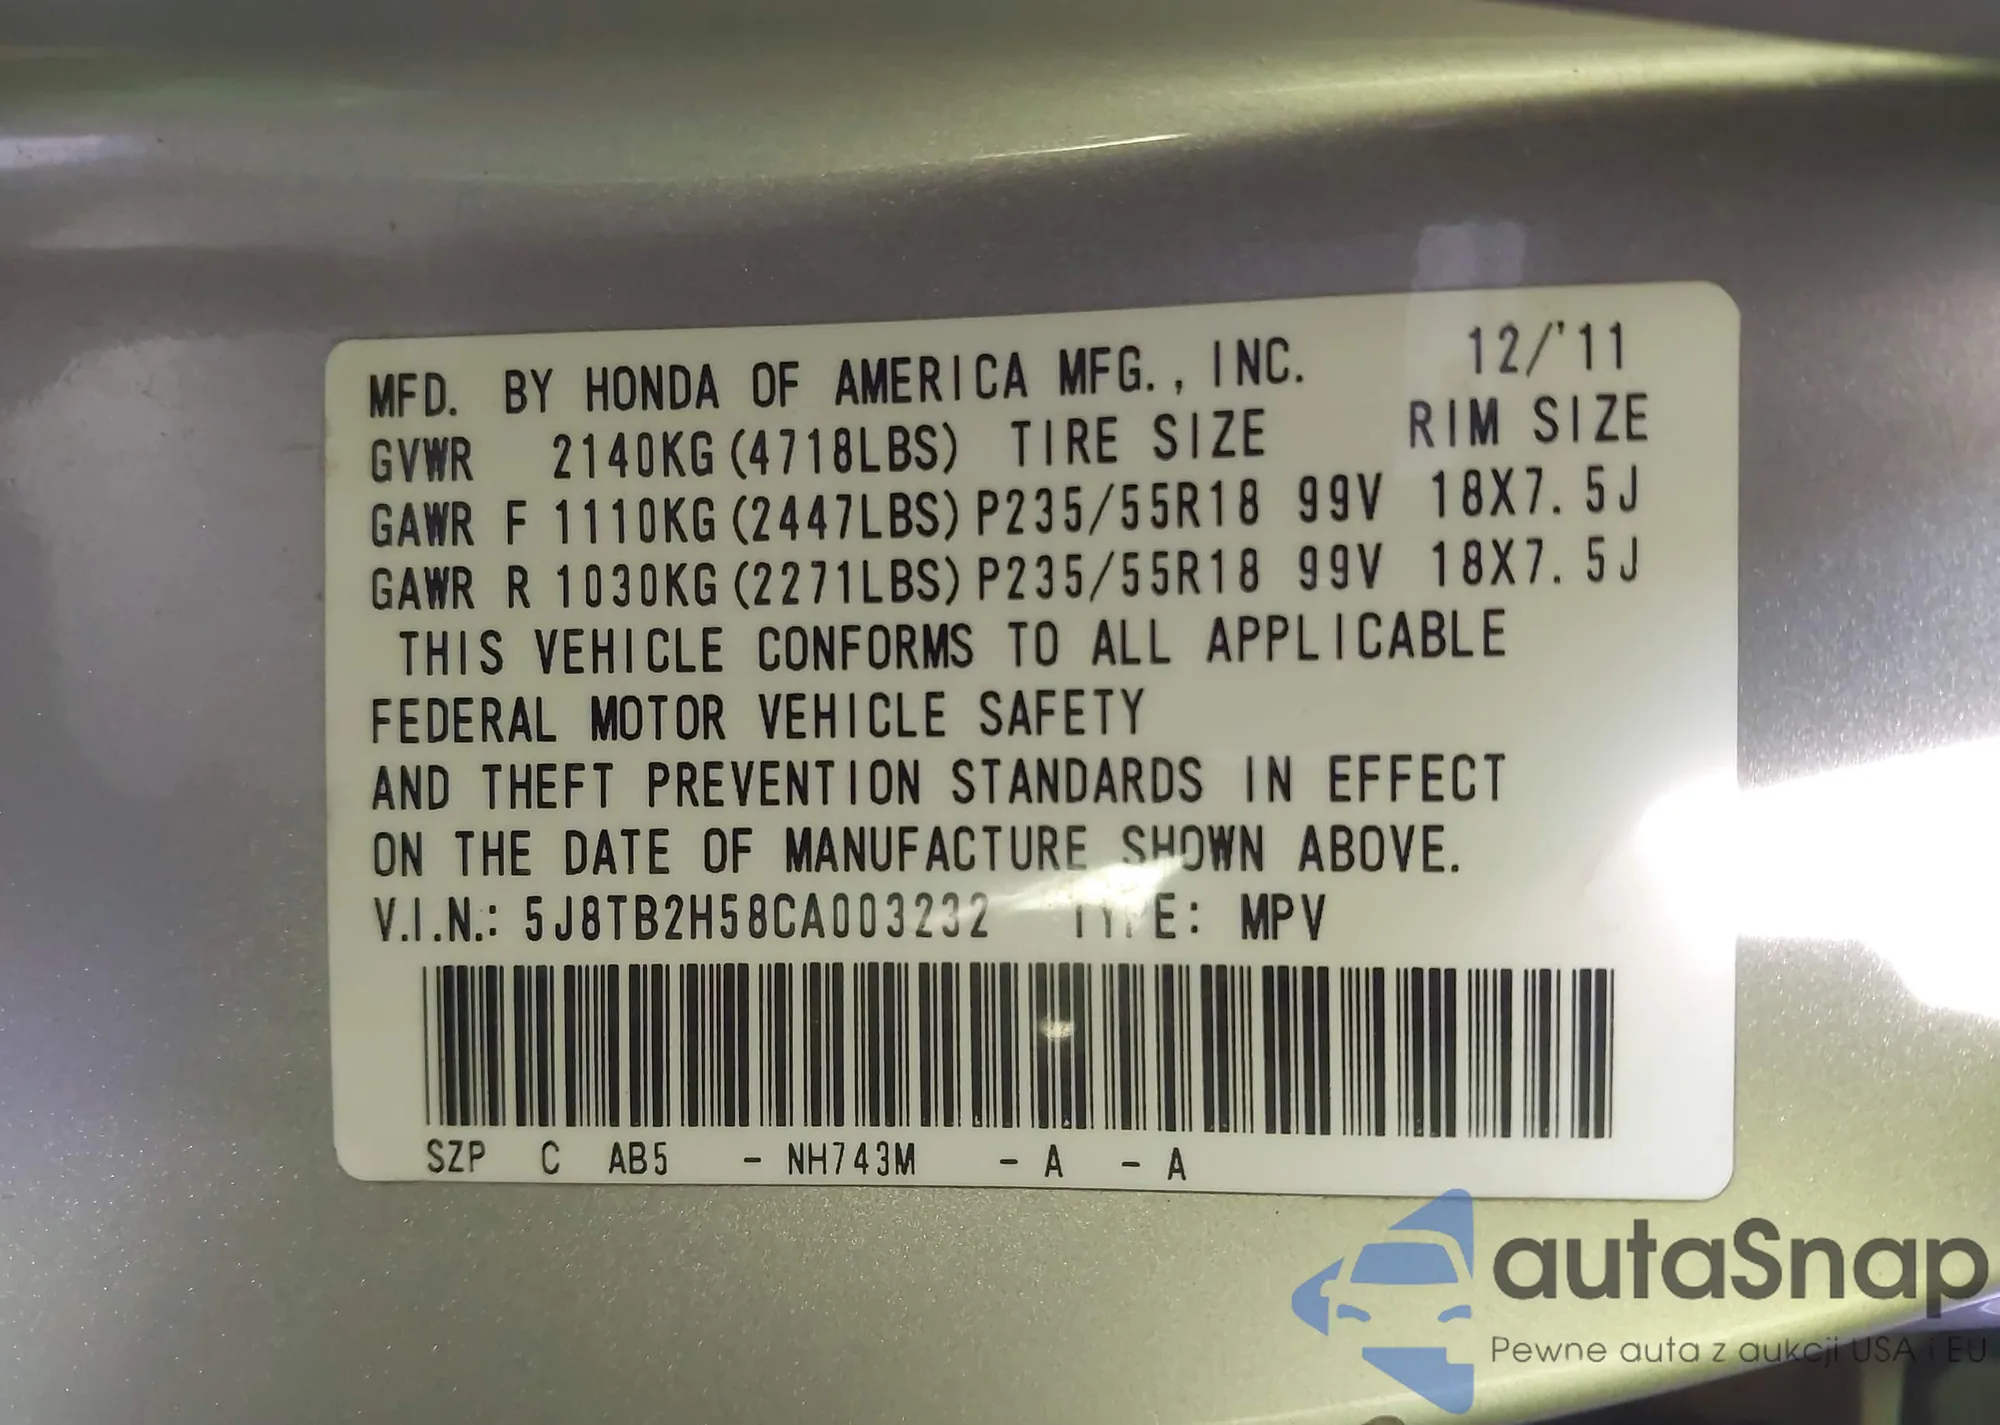 MFD. BY HONDA OF AMERICA MFG., INC. 12/'11
GVWR 2140KG(4718LBS) TIRE SIZE RIM SIZE
GAWR F 1110KG(2447LBS) P235/55R18 99V 18X7.5J
GAWR R 1030KG(2271LBS) P235/55R18 99V 18X7.5J
THIS VEHICLE CONFORMS TO ALL APPLICABLE
FEDERAL MOTOR VEHICLE SAFETY
AND THEFT PREVENTION STANDARDS IN EFFECT
ON THE DATE OF MANUFACTURE SHOWN ABOVE.
V.I.N.: 5J8TB2H58CA003232 TYPE: MPV
SZP C AB5 - NH743M - A - A
autaSnap
Pewne auta z aukcji USA i EU